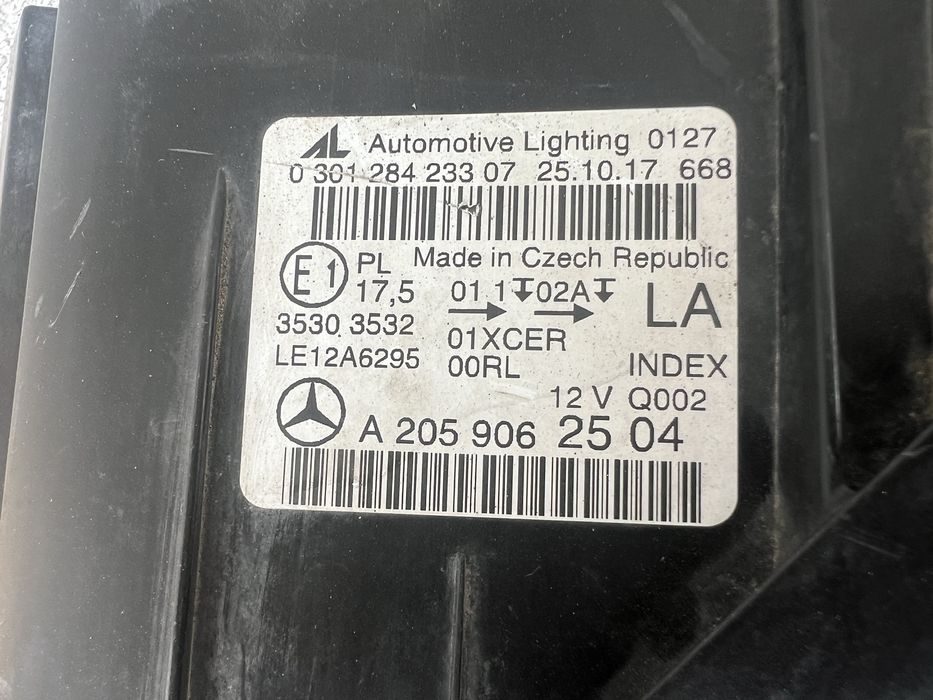 AL Automotive Lighting 0127
0 301 284 233 07 25.10.17 668
E1 PL Made in Czech Republic
17,5 01 1 02A LA
3530 3532 01XCER
LE12A6295 00RL INDEX
12 V Q002
A 205 906 25 04